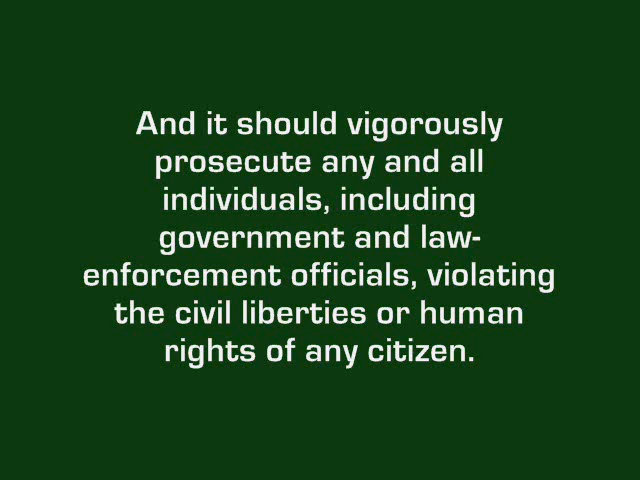 And it should vigorously
prosecute any and all
individuals, including
government and law-
enforcement officials, violating
the civil liberties or human
rights of any citizen.